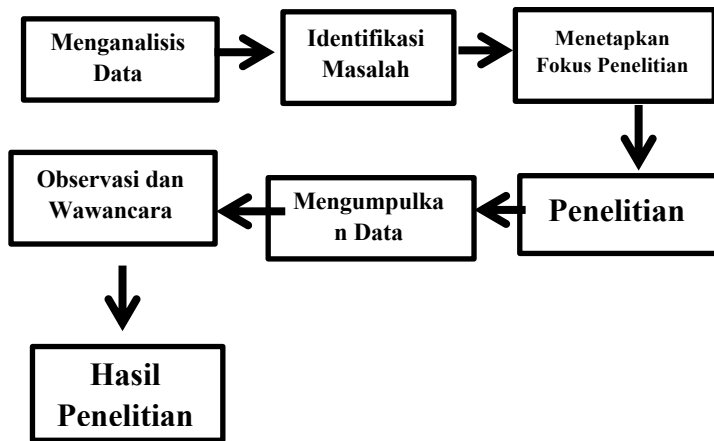 Menganalisis
Data
Identifikasi
Masalah
Menetapkan
Fokus Penelitian
Penelitian
Mengumpulka
n Data
Observasi dan
Wawancara
Hasil
Penelitian